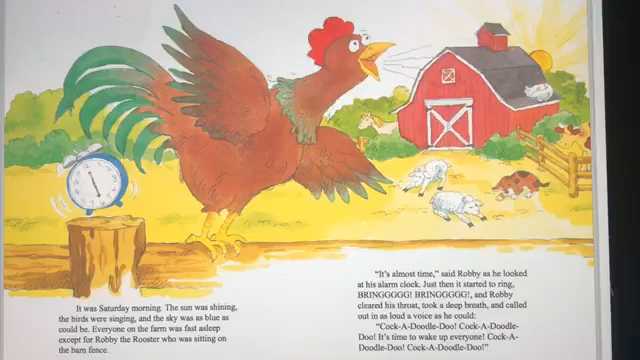 It was Saturday morning. The sun was shining,
the birds were singing, and the sky was as blue as
could be. Everyone on the farm was fast asleep
except for Robby the Rooster who was sitting on
the barn fence.
"It's almost time," said Robby as he looked
at his alarm clock. Just then it started to ring,
BRINGGGGG! BRINGGGGG!, and Robby
cleared his throat, took a deep breath, and called
out in as loud a voice as he could:
"Cock-A-Doodle-Doo! Cock-A-Doodle-
Doo! It's time to wake up everyone! Cock-A-
Doodle-Doo! Cock-A-Doodle-Doo!"